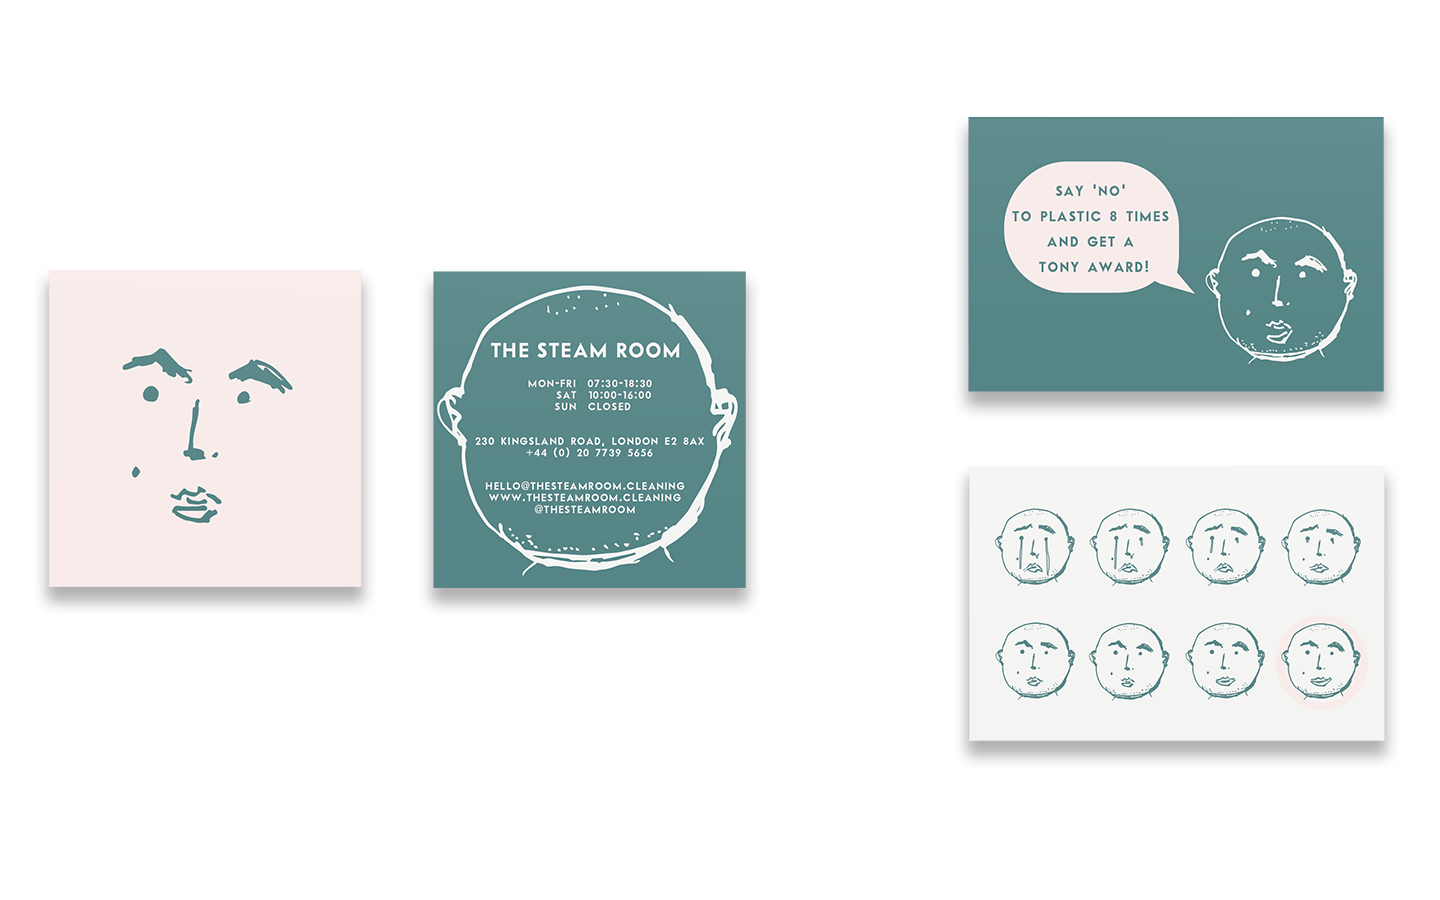 THE STEAM ROOM
MON-FRI 07:30-18:30
SAT 10:00-16:00
SUN CLOSED
230 KINGSLAND ROAD, LONDON E2 8AX
+44 (0) 20 7739 5656
HELLO@THESTEAMROOM.CLEANING
WWW.THESTEAMROOM.CLEANING
@THESTEAMROOM
SAY 'NO'
TO PLASTIC 8 TIMES
AND GET A
TONY AWARD!